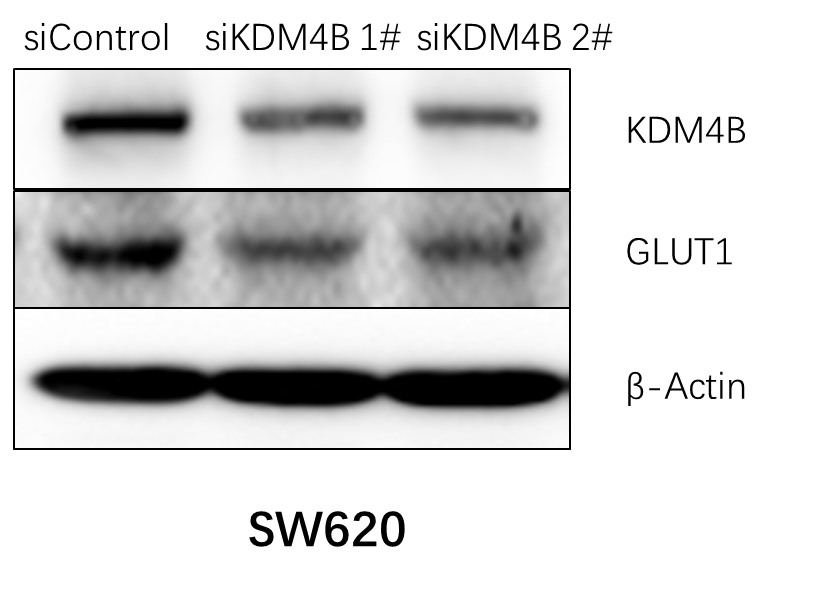 siControl siKDM4B 1# siKDM4B 2#
KDM4B
GLUT1
β-Actin
SW620